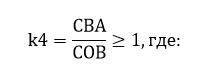 k4 = СВА / СОВ ≥ 1, где: